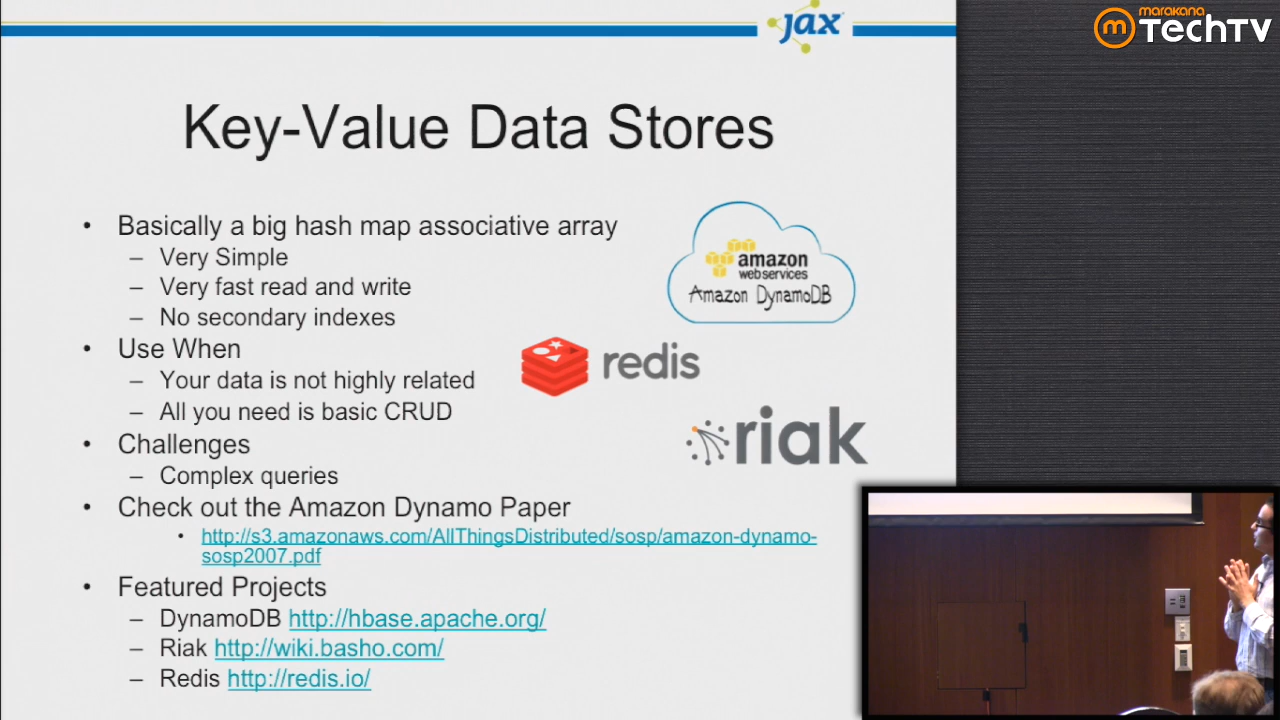 jax
marakana
m TechTV
Key-Value Data Stores
• Basically a big hash map associative array
– Very Simple
– Very fast read and write
– No secondary indexes
amazon
webservices
Amazon DynamoDB
• Use When
– Your data is not highly related
– All you need is basic CRUD
redis
riak
• Challenges
– Complex queries
• Check out the Amazon Dynamo Paper
• http://s3.amazonaws.com/AllThingsDistributed/sosp/amazon-dynamo-
sosp2007.pdf
• Featured Projects
– DynamoDB http://hbase.apache.org/
– Riak http://wiki.basho.com/
– Redis http://redis.io/